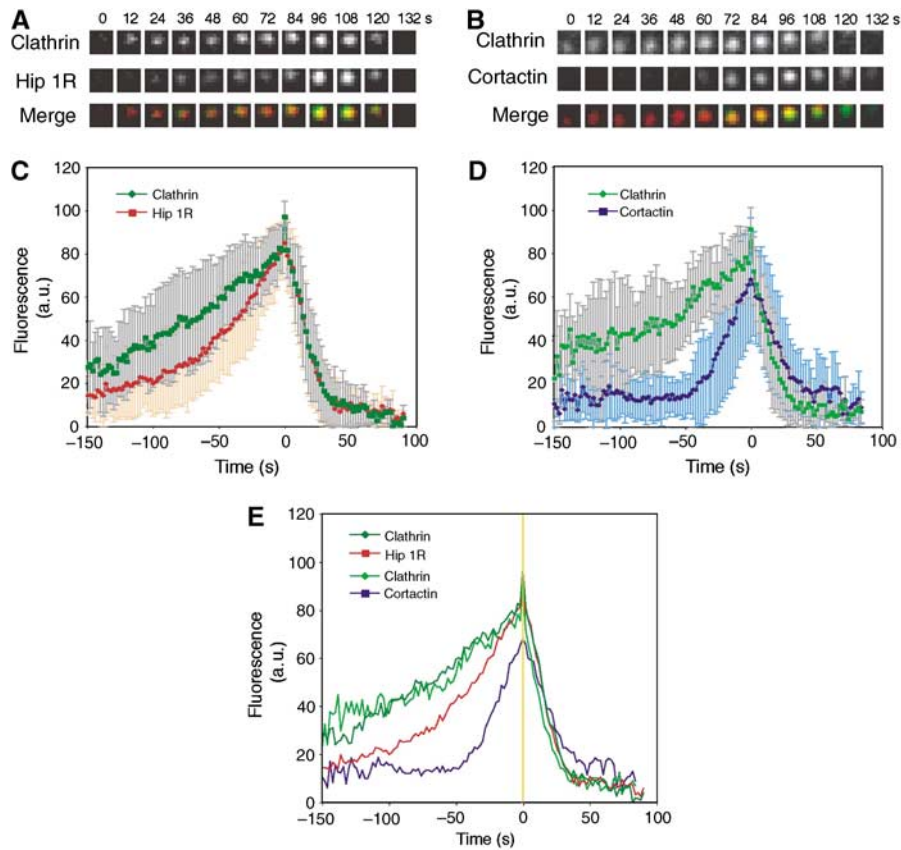 A
0 12 24 36 48 60 72 84 96 108 120 132 s
Clathrin
Hip 1R
Merge
B
0 12 24 36 48 60 72 84 96 108 120 132 s
Clathrin
Cortactin
Merge
C
120
100
80
60
40
20
0
Fluorescence
(a.u.)
Clathrin
Hip 1R
−150 −100 −50 0 50 100
Time (s)
D
120
100
80
60
40
20
0
Fluorescence
(a.u.)
Clathrin
Cortactin
−150 −100 −50 0 50 100
Time (s)
E
120
100
80
60
40
20
0
Fluorescence
(a.u.)
Clathrin
Hip 1R
Clathrin
Cortactin
−150 −100 −50 0 50 100
Time (s)